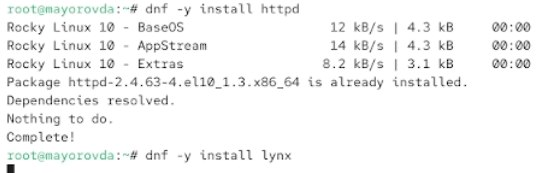 root@mayorovda:~# dnf -y install httpd
Rocky Linux 10 - BaseOS 12 kB/s | 4.3 kB 00:00
Rocky Linux 10 - AppStream 14 kB/s | 4.3 kB 00:00
Rocky Linux 10 - Extras 8.2 kB/s | 3.1 kB 00:00
Package httpd-2.4.63-4.el10_1.3.x86_64 is already installed.
Dependencies resolved.
Nothing to do.
Complete!
root@mayorovda:~# dnf -y install lynx